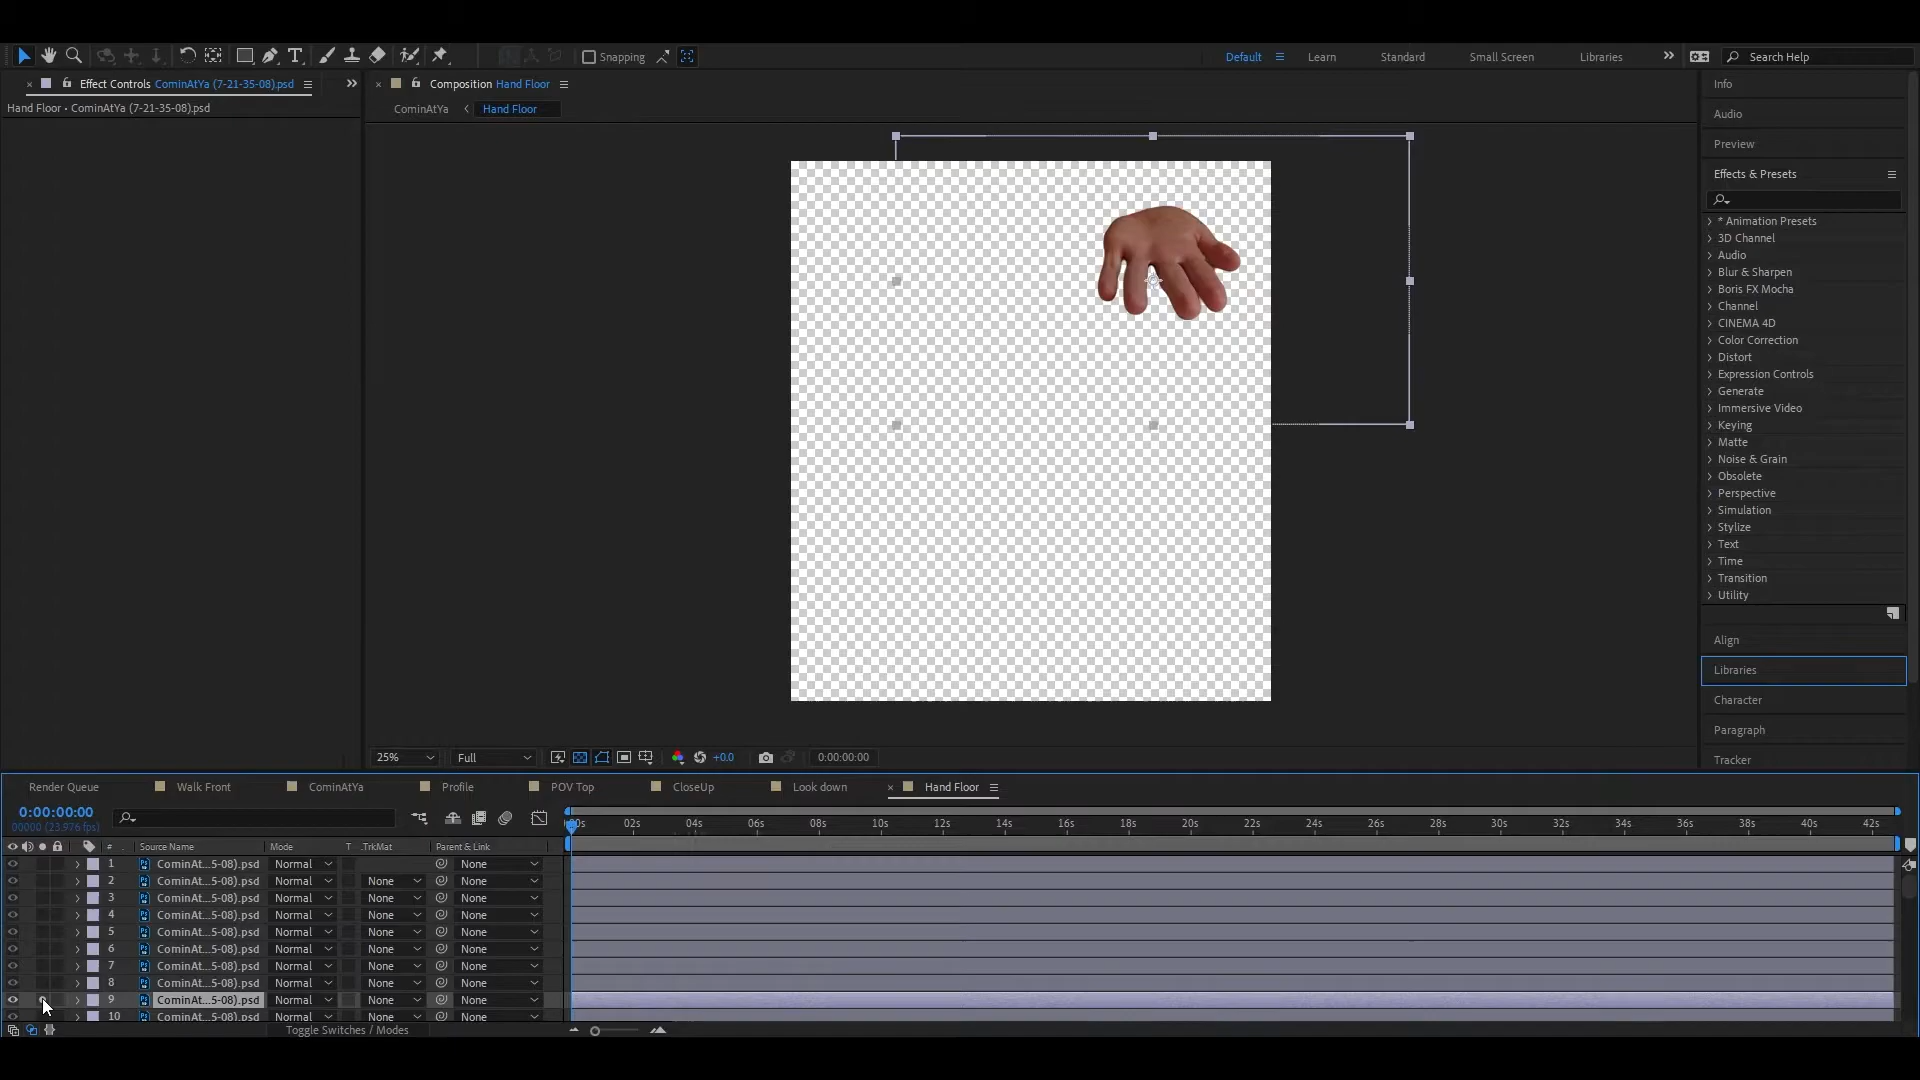 Snapping
Default
Learn
Standard
Small Screen
Libraries
Search Help
Effect Controls CominAtYa (7-21-35-08).psd
Hand Floor • CominAtYa (7-21-35-08).psd
Composition Hand Floor
CominAtYa
Hand Floor
Info
Audio
Preview
Effects & Presets
* Animation Presets
3D Channel
Audio
Blur & Sharpen
Boris FX Mocha
Channel
CINEMA 4D
Color Correction
Distort
Expression Controls
Generate
Immersive Video
Keying
Matte
Noise & Grain
Obsolete
Perspective
Simulation
Stylize
Text
Time
Transition
Utility
Align
Libraries
Character
Paragraph
Tracker
25%
Full
+0.0
0:00:00:00
Render Queue
Walk Front
CominAtYa
Profile
POV Top
CloseUp
Look down
Hand Floor
0:00:00:00
00000 (23.976 fps)
02s 04s 06s 08s 10s 12s 14s 16s 18s 20s 22s 24s 26s 28s 30s 32s 34s 36s 38s 40s 42s
# Source Name Mode T .TrkMat Parent & Link
1 CominAt...5-08).psd Normal None
2 CominAt...5-08).psd Normal None None
3 CominAt...5-08).psd Normal None None
4 CominAt...5-08).psd Normal None None
5 CominAt...5-08).psd Normal None None
6 CominAt...5-08).psd Normal None None
7 CominAt...5-08).psd Normal None None
8 CominAt...5-08).psd Normal None None
9 CominAt...5-08).psd Normal None None
10 CominAt...5-08).psd Normal None None
Toggle Switches / Modes